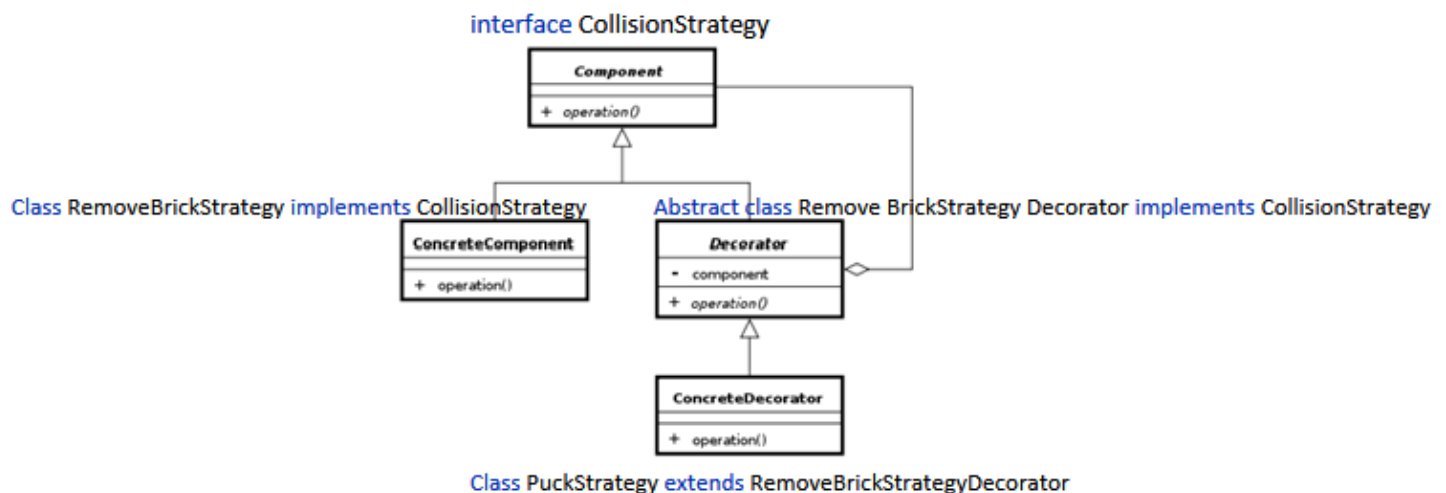 interface CollisionStrategy
Component
+ operation()
Class RemoveBrickStrategy implements CollisionStrategy
Abstract class Remove BrickStrategy Decorator implements CollisionStrategy
ConcreteComponent
+ operation()
Decorator
- component
+ operation()
ConcreteDecorator
+ operation()
Class PuckStrategy extends RemoveBrickStrategyDecorator